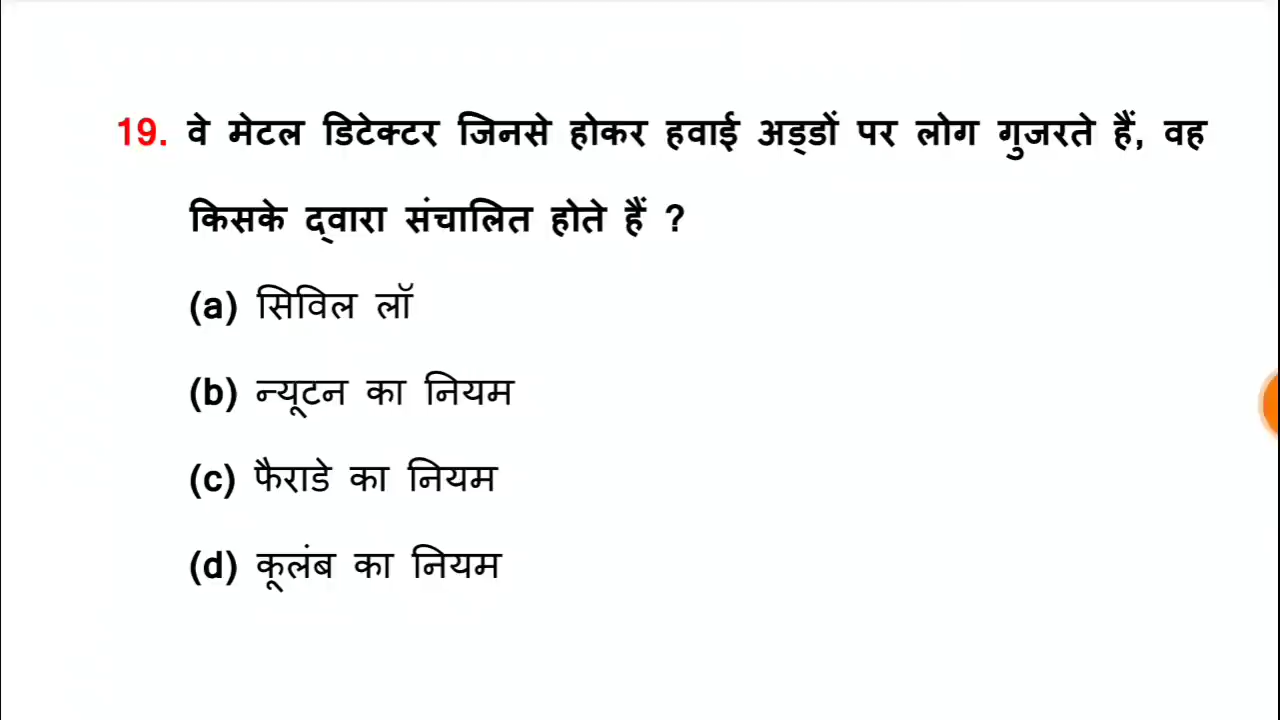 19. वे मेटल डिटेक्टर जिनसे होकर हवाई अड्डों पर लोग गुजरते हैं, वह
किसके द्वारा संचालित होते हैं ?
(a) सिविल लॉ
(b) न्यूटन का नियम
(c) फैराडे का नियम
(d) कूलंब का नियम